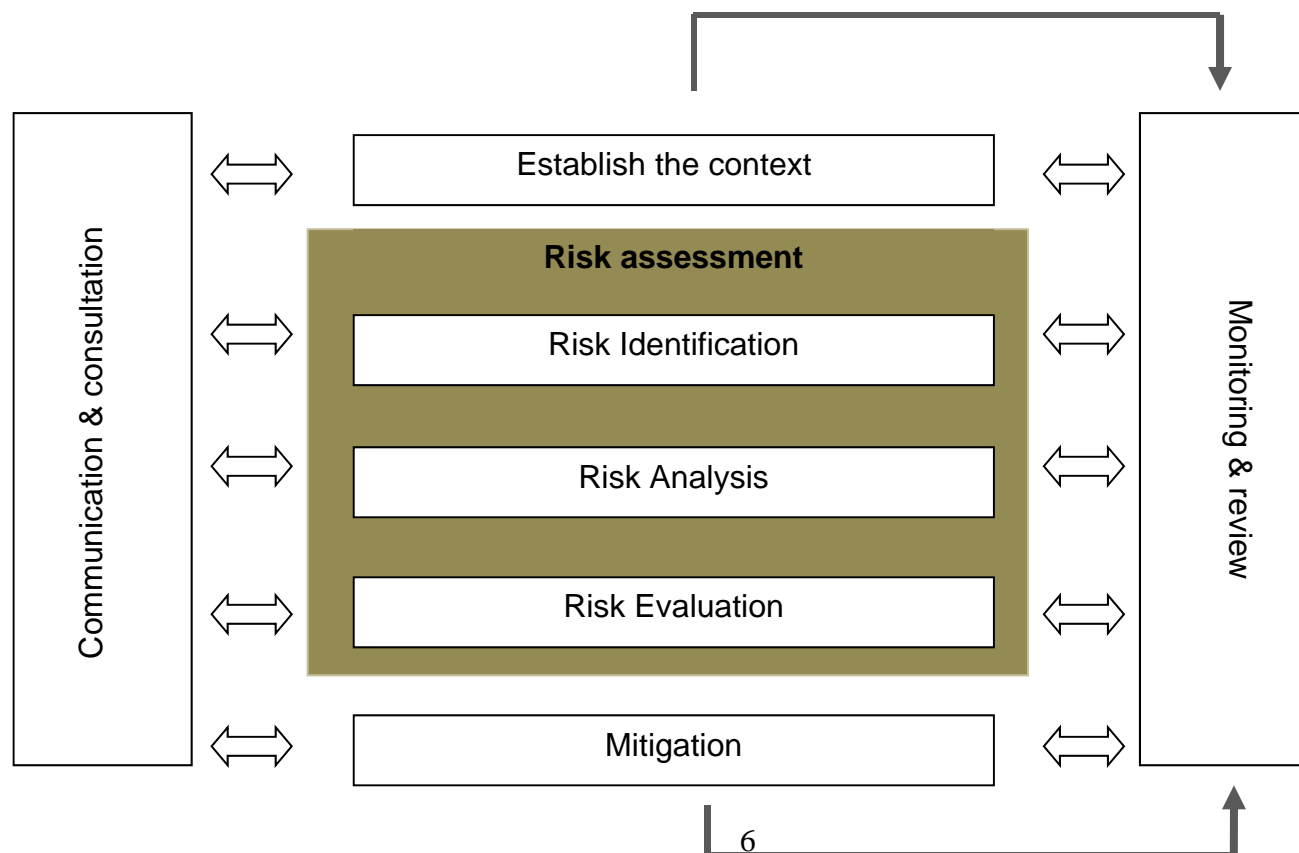 Establish the context
Risk assessment
Risk Identification
Risk Analysis
Risk Evaluation
Mitigation
Communication & consultation
Monitoring & review
6